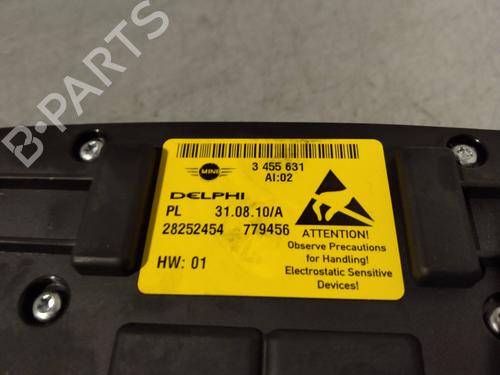 3 455 631
MINI
AI:02
DELPHI
PL 31.08.10/A
28252454 779456
HW: 01
ATTENTION!
Observe Precautions
for Handling!
Electrostatic Sensitive
Devices!
B-PARTS